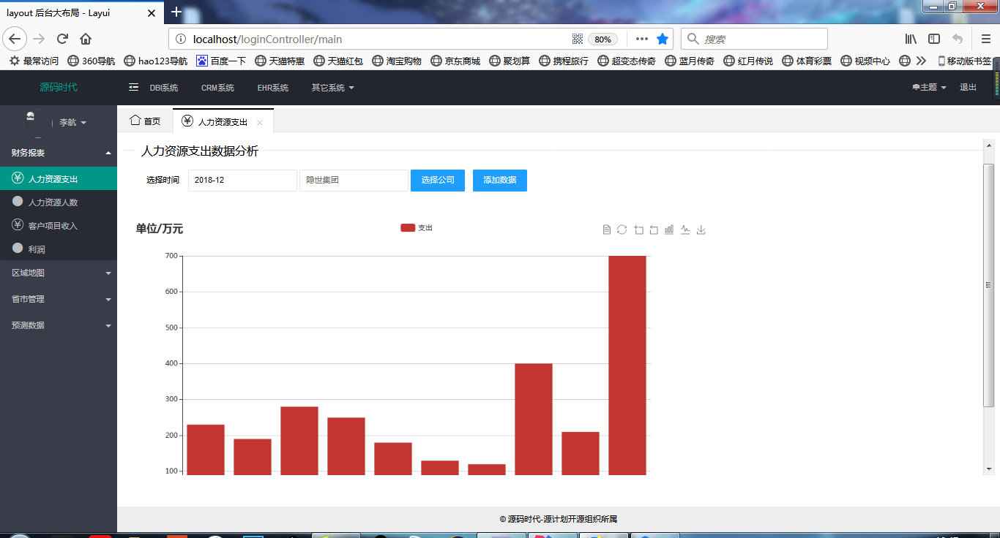 layout 后台大布局 - Layui
localhost/loginController/main
80%
搜索
最常访问 360导航 hao123导航 百度一下 天猫特惠 天猫红包 淘宝购物 京东商城 聚划算 携程旅行 超变态传奇 蓝月传奇 红月传说 体育彩票 视频中心 移动版书签
源码时代 DBI系统 CRM系统 EHR系统 其它系统 主题 退出
李航
首页 人力资源支出
财务报表
人力资源支出
人力资源人数
客户项目收入
利润
区域地图
省市管理
预测数据
人力资源支出数据分析
选择时间 2018-12 隐世集团 选择公司 添加数据
单位/万元 支出
700
600
500
400
300
200
100
© 源码时代-源计划开源组织所属